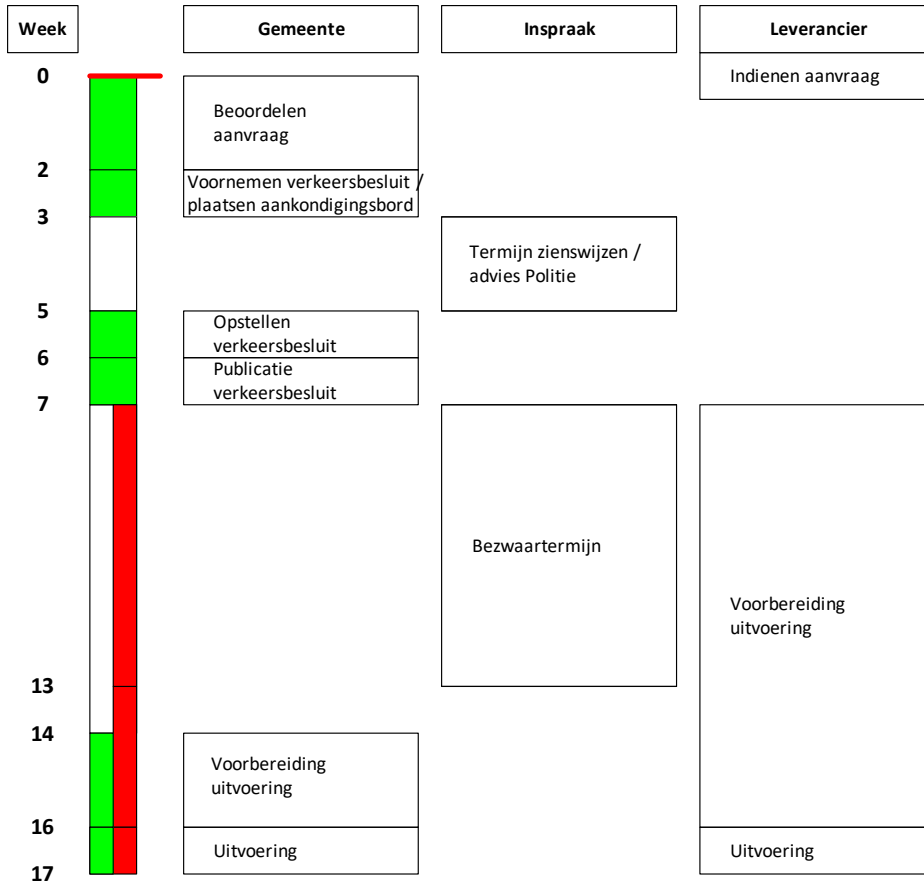 Week
Gemeente
Inspraak
Leverancier
0
Indienen aanvraag
Beoordelen
aanvraag
2
Voornemen verkeersbesluit /
plaatsen aankondigingsbord
3
Termijn zienswijzen /
advies Politie
5
Opstellen
verkeersbesluit
6
Publicatie
verkeersbesluit
7
Bezwaartermijn
Voorbereiding
uitvoering
13
14
Voorbereiding
uitvoering
16
Uitvoering
Uitvoering
17